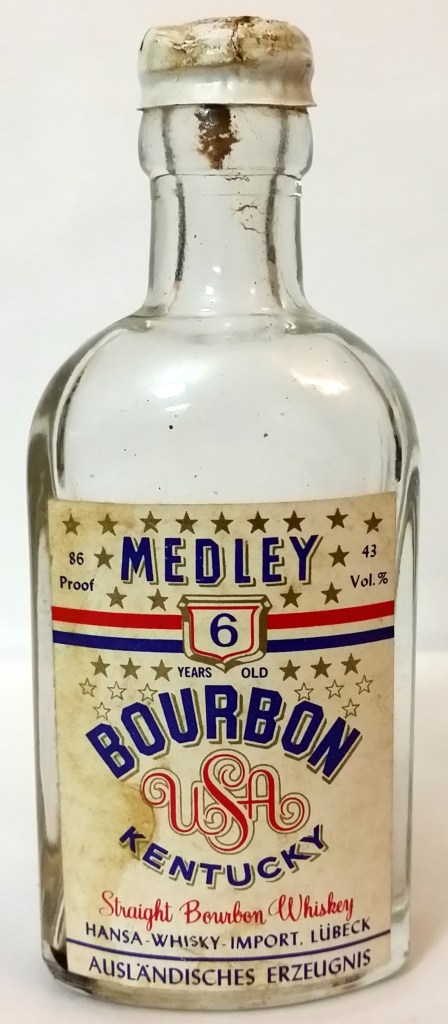 MEDLEY
86
Proof
43
Vol.%
6
YEARS OLD
BOURBON
USA
KENTUCKY
Straight Bourbon Whiskey
HANSA-WHISKY-IMPORT, LÜBECK
AUSLÄNDISCHES ERZEUGNIS